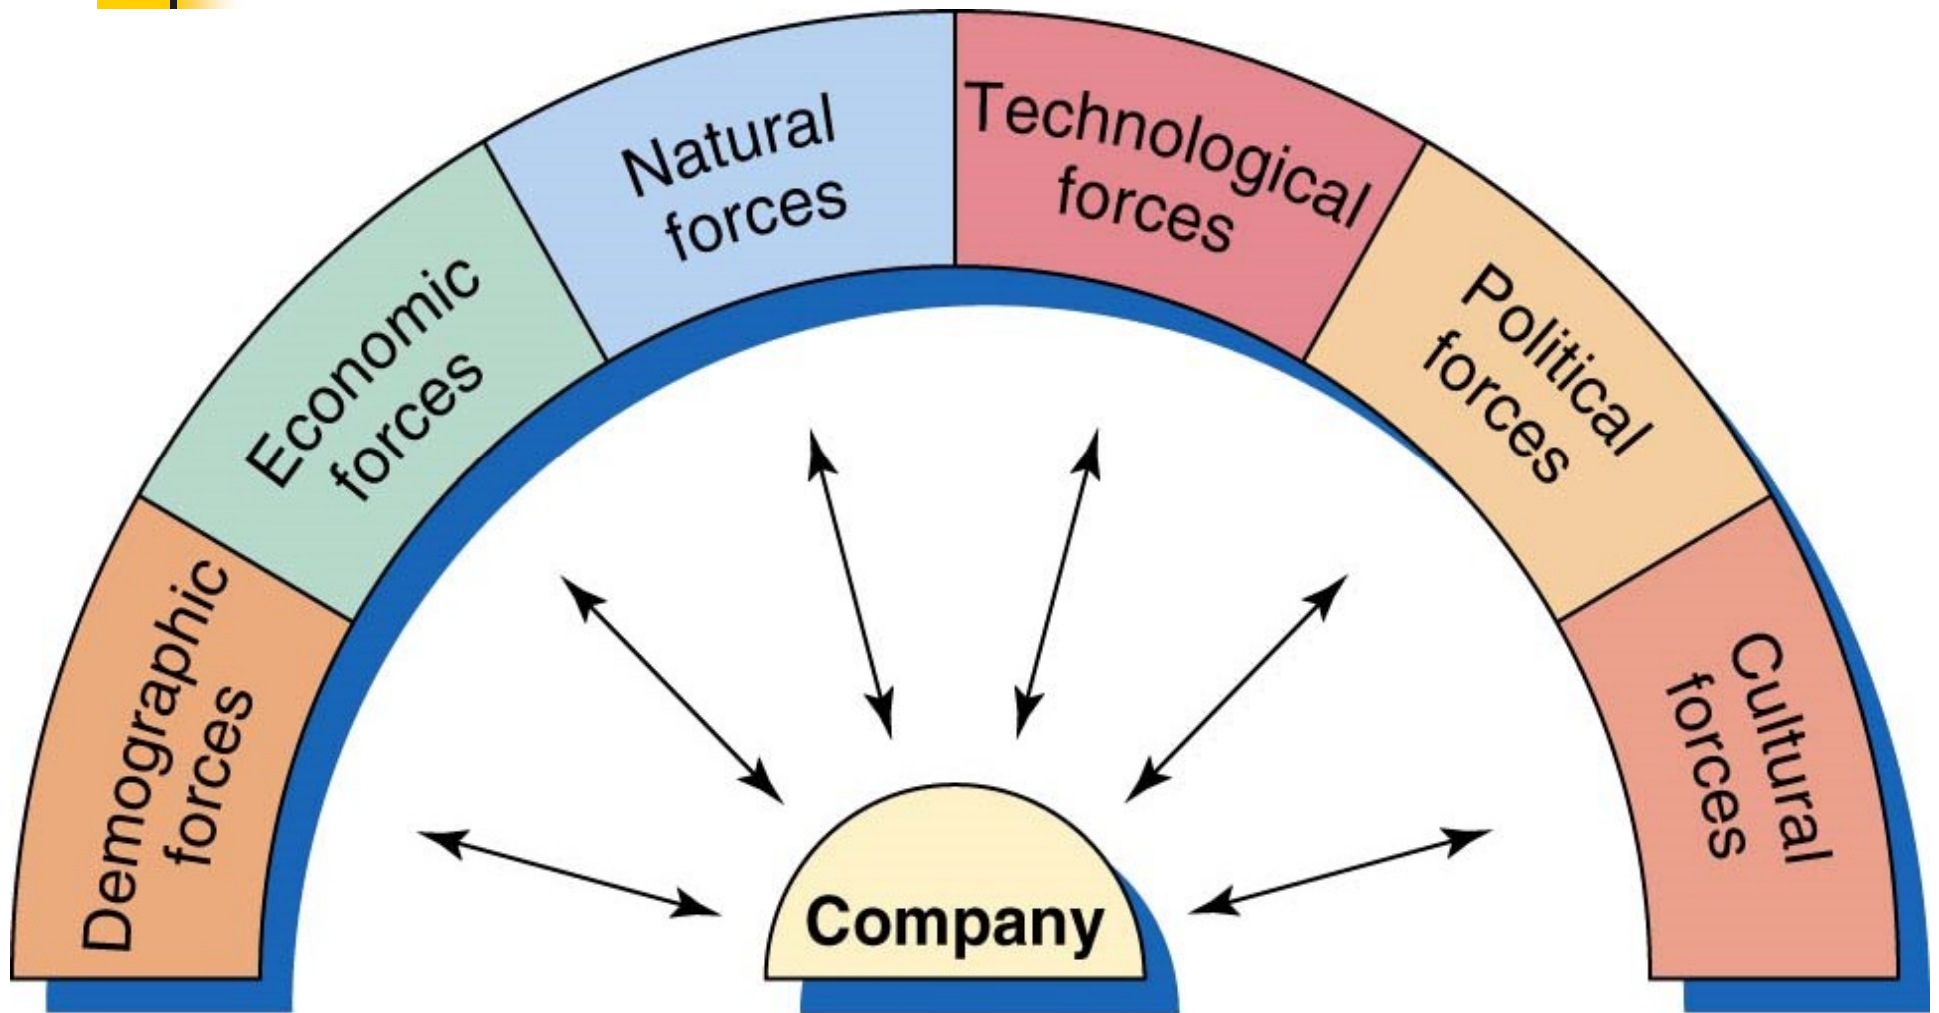 Demographic
forces
Economic
forces
Natural
forces
Technological
forces
Political
forces
Cultural
forces
Company